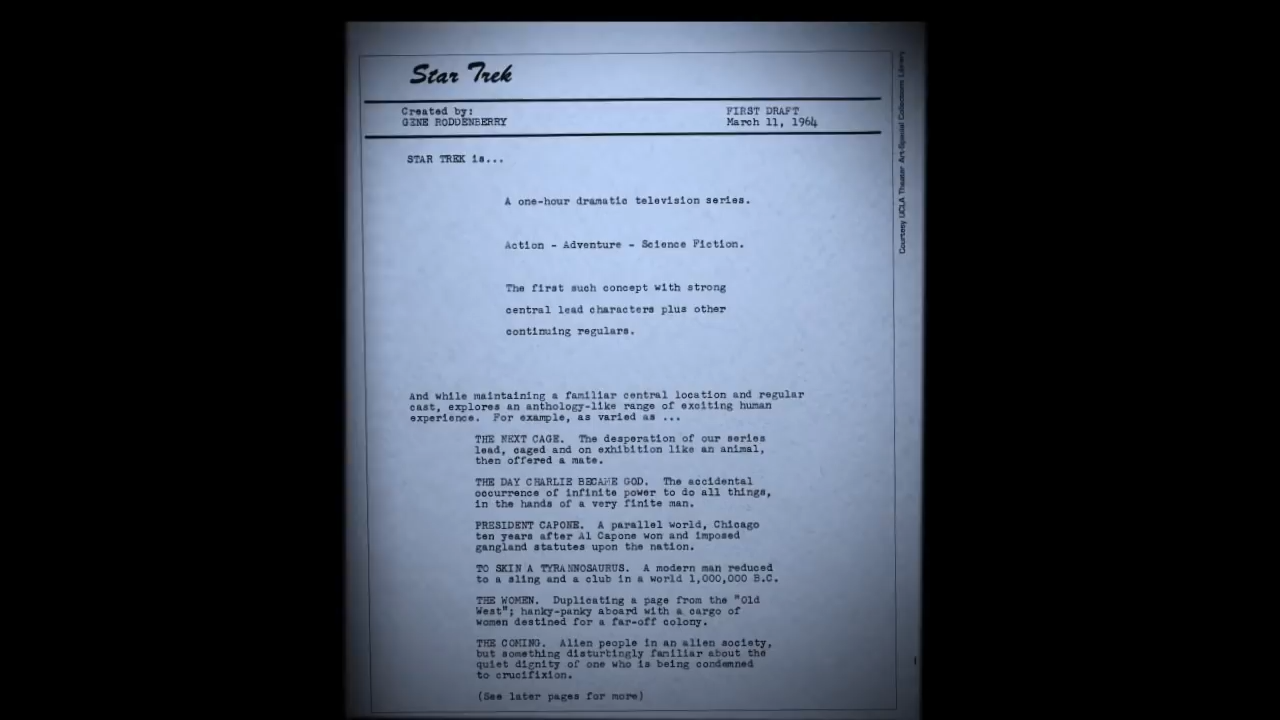 Star Trek
Created by:
GENE RODDENBERRY
FIRST DRAFT
March 11, 1964
STAR TREK is...
A one-hour dramatic television series.
Action - Adventure - Science Fiction.
The first such concept with strong
central lead characters plus other
continuing regulars.
And while maintaining a familiar central location and regular
cast, explores an anthology-like range of exciting human
experience. For example, as varied as ...
THE NEXT CAGE. The desperation of our series
lead, caged and on exhibition like an animal,
then offered a mate.
THE DAY CHARLIE BECAME GOD. The accidental
occurrence of infinite power to do all things,
in the hands of a very finite man.
PRESIDENT CAPONE. A parallel world, Chicago
ten years after Al Capone won and imposed
gangland statutes upon the nation.
TO SKIN A TYRANNOSAURUS. A modern man reduced
to a sling and a club in a world 1,000,000 B.C.
THE WOMEN. Duplicating a page from the "Old
West"; hanky-panky aboard with a cargo of
women destined for a far-off colony.
THE COMING. Alien people in an alien society,
but something disturbingly familiar about the
quiet dignity of one who is being condemned
to crucifixion.
(See later pages for more)
Courtesy UCLA Theater Art-Special Collections Library